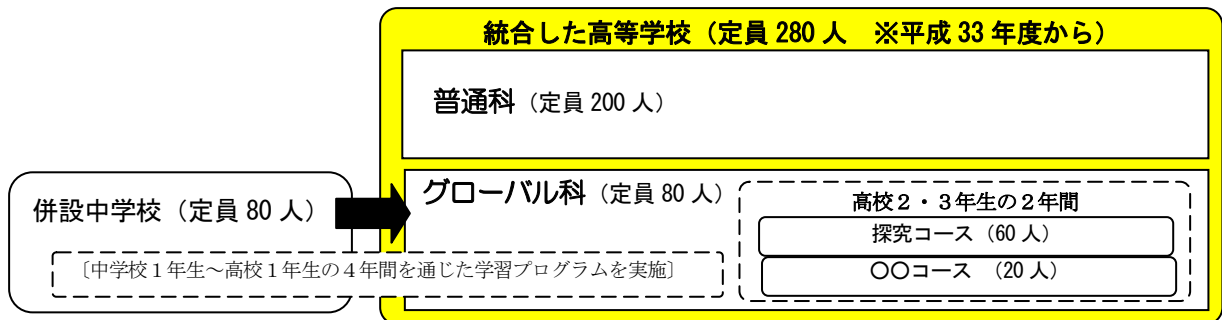 統合した高等学校（定員 280 人　※平成 33 年度から）
普通科（定員 200 人）
併設中学校（定員 80 人）
グローバル科（定員 80 人）
〔中学校１年生～高校１年生の４年間を通じた学習プログラムを実施〕
高校２・３年生の２年間
探究コース（60 人）
〇〇コース　（20 人）